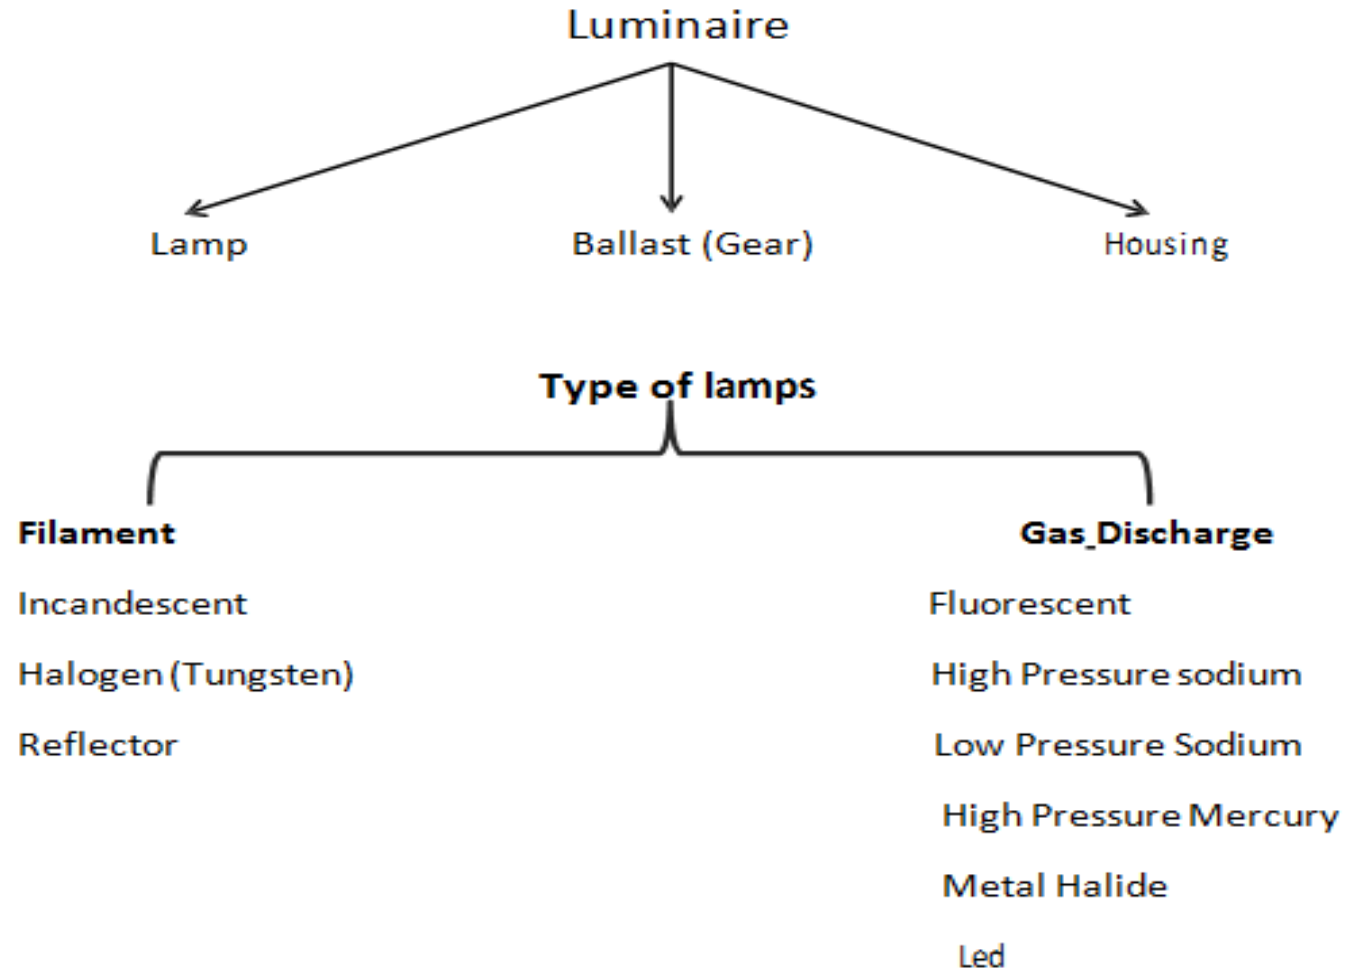 Luminaire
Lamp
Ballast (Gear)
Housing
Type of lamps
Filament
Incandescent
Halogen (Tungsten)
Reflector
Gas_Discharge
Fluorescent
High Pressure sodium
Low Pressure Sodium
High Pressure Mercury
Metal Halide
Led